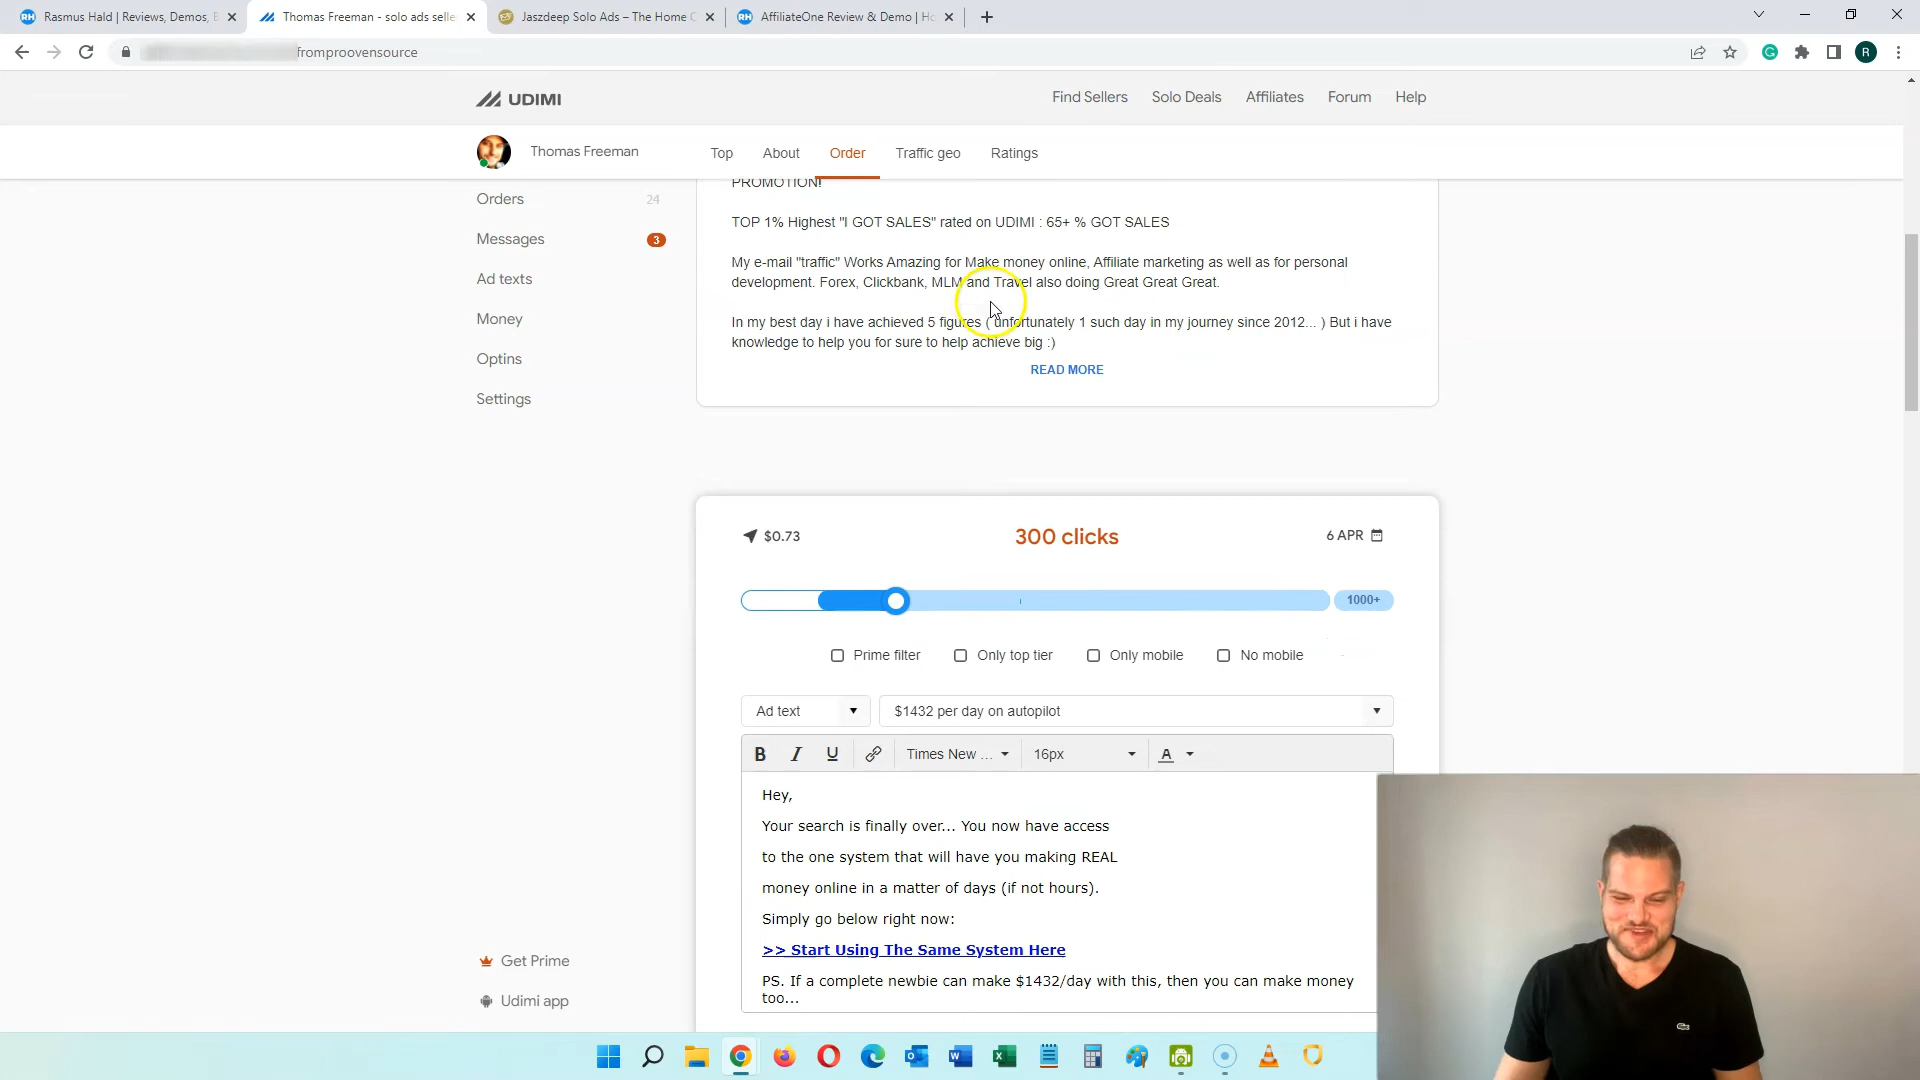 Rasmus Hald | Reviews, Demos, B
Thomas Freeman - solo ads selle
Jaszdeep Solo Ads – The Home O
AffiliateOne Review & Demo | Ho
fromproovensource
R
UDIMI
Find Sellers
Solo Deals
Affiliates
Forum
Help
Thomas Freeman
Top
About
Order
Traffic geo
Ratings
Orders 24
Messages 3
Ad texts
Money
Optins
Settings
Get Prime
Udimi app
PROMOTION!
TOP 1% Highest "I GOT SALES" rated on UDIMI : 65+ % GOT SALES
My e-mail "traffic" Works Amazing for Make money online, Affiliate marketing as well as for personal
development. Forex, Clickbank, MLM and Travel also doing Great Great Great.
In my best day i have achieved 5 figures ( unfortunately 1 such day in my journey since 2012... ) But i have
knowledge to help you for sure to help achieve big :)
READ MORE
$0.73
300 clicks
6 APR
1000+
Prime filter
Only top tier
Only mobile
No mobile
Ad text
$1432 per day on autopilot
B I U
Times New ...
16px
A
Hey,
Your search is finally over... You now have access
to the one system that will have you making REAL
money online in a matter of days (if not hours).
Simply go below right now:
>> Start Using The Same System Here
PS. If a complete newbie can make $1432/day with this, then you can make money
too...